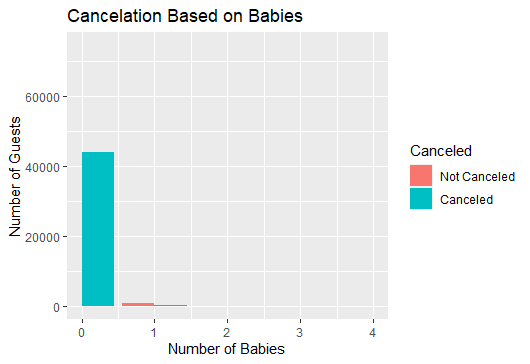 Cancelation Based on Babies
Number of Guests
60000
40000
20000
0
0 1 2 3 4
Number of Babies
Canceled
Not Canceled
Canceled